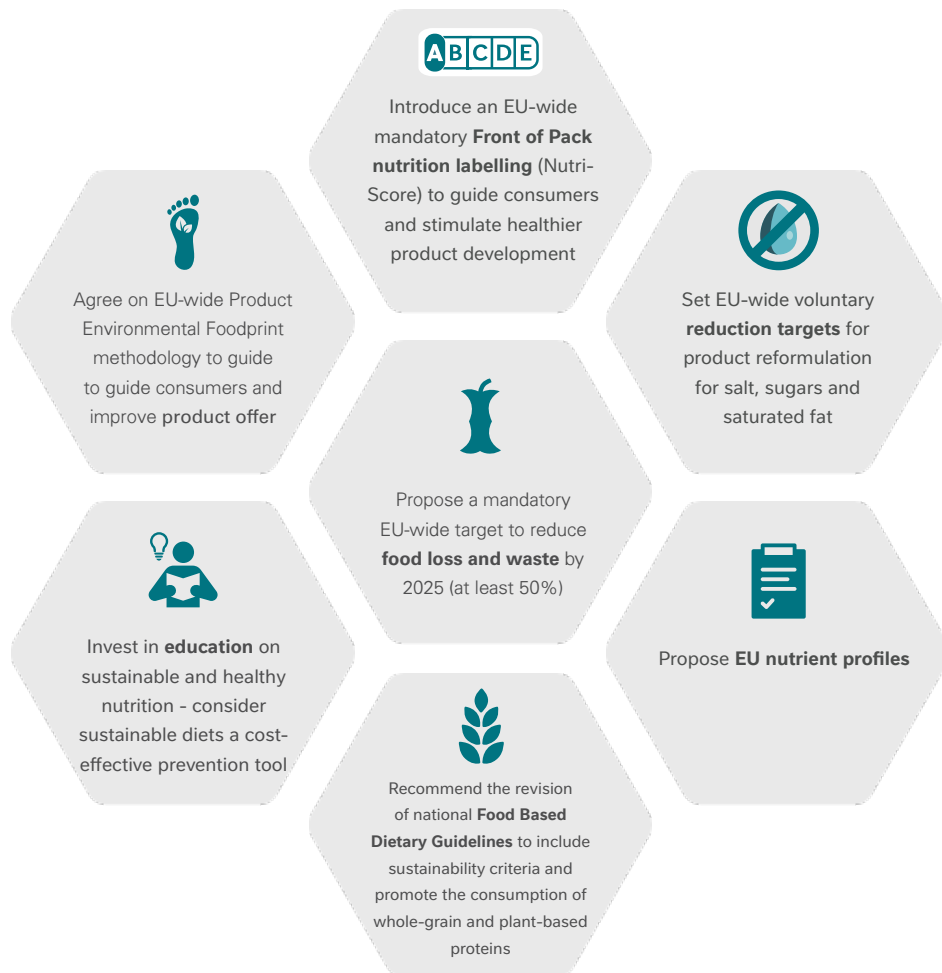 ABCDE
Introduce an EU-wide
mandatory Front of Pack
nutrition labelling (Nutri-
Score) to guide consumers
and stimulate healthier
product development
Agree on EU-wide Product
Environmental Foodprint
methodology to guide
to guide consumers and
improve product offer
Set EU-wide voluntary
reduction targets for
product reformulation
for salt, sugars and
saturated fat
Propose a mandatory
EU-wide target to reduce
food loss and waste by
2025 (at least 50%)
Invest in education on
sustainable and healthy
nutrition - consider
sustainable diets a cost-
effective prevention tool
Propose EU nutrient profiles
Recommend the revision
of national Food Based
Dietary Guidelines to include
sustainability criteria and
promote the consumption of
whole-grain and plant-based
proteins